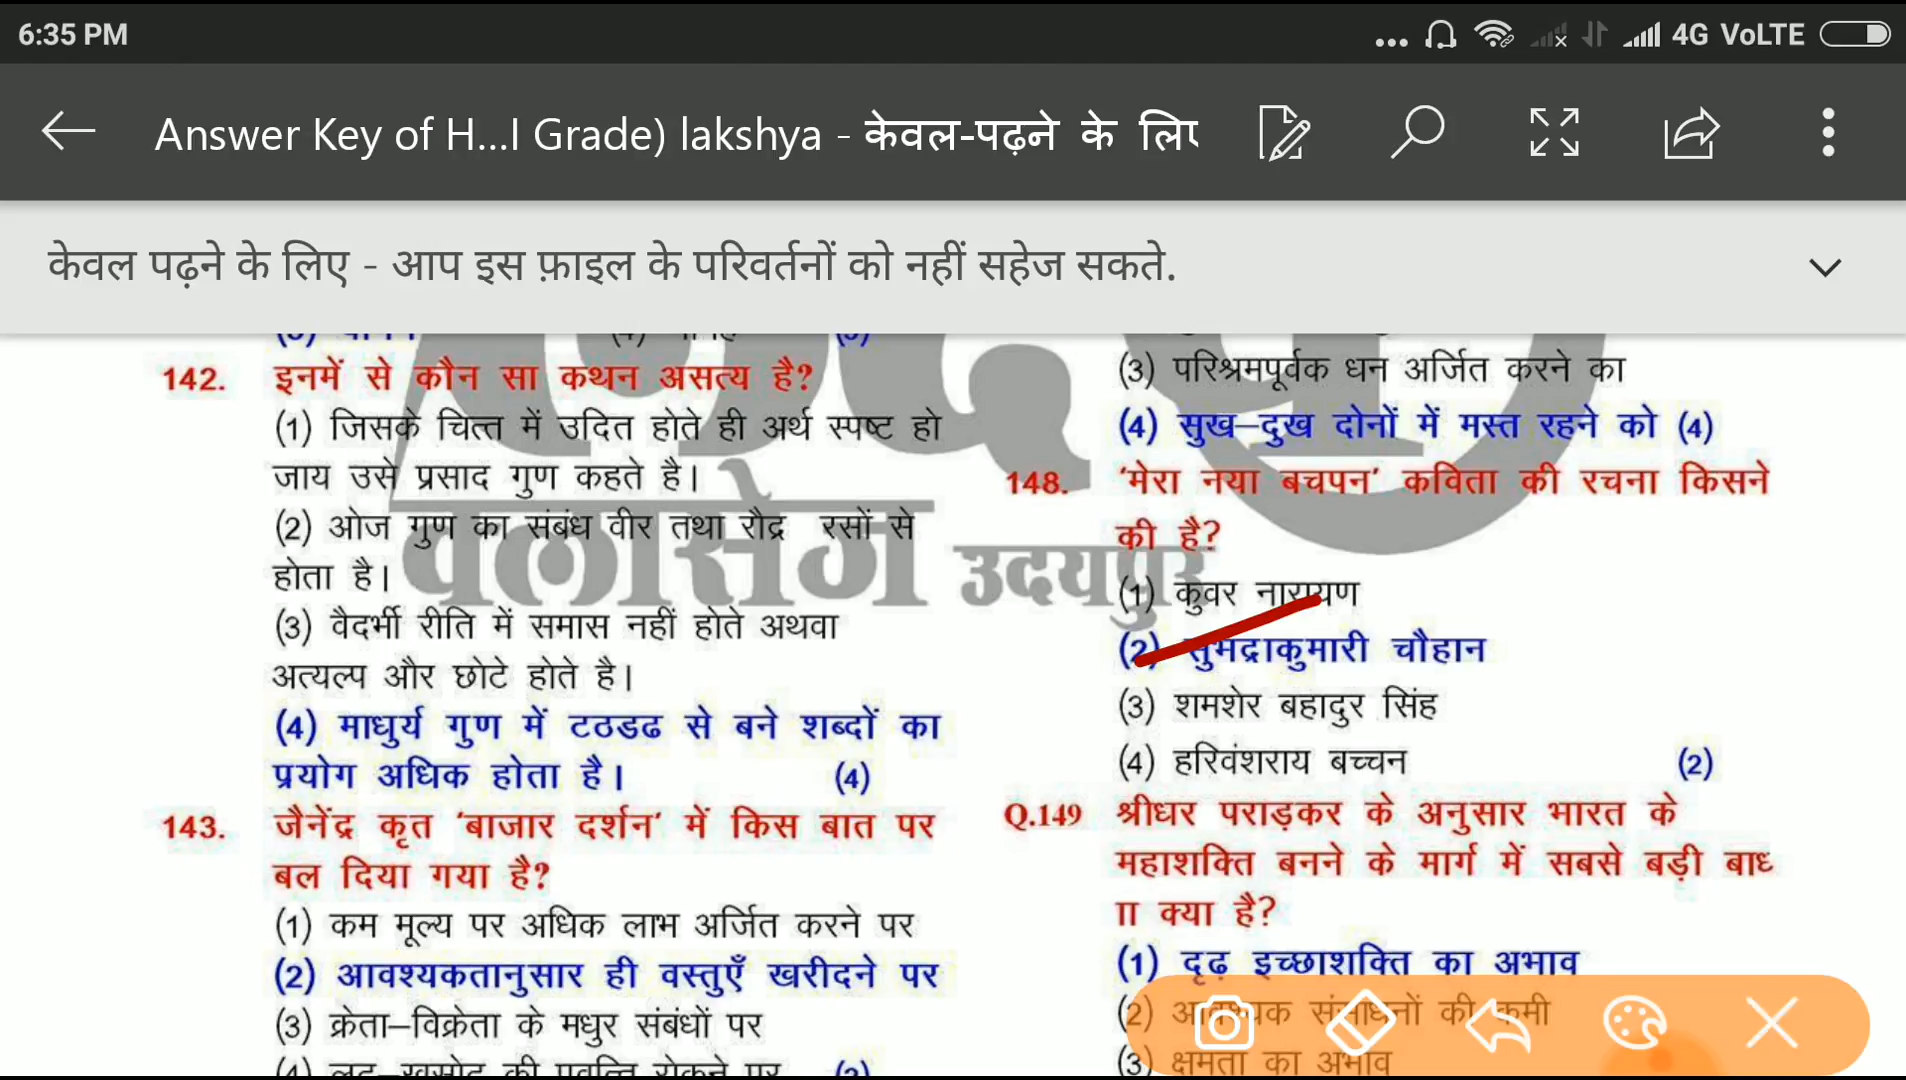 6:35 PM
4G VoLTE
Answer Key of H...I Grade) lakshya - केवल-पढ़ने के लिए
केवल पढ़ने के लिए - आप इस फ़ाइल के परिवर्तनों को नहीं सहेज सकते.
142. इनमें से कौन सा कथन असत्य है?
(1) जिसके चित्त में उदित होते ही अर्थ स्पष्ट हो
जाय उसे प्रसाद गुण कहते है।
(2) ओज गुण का संबंध वीर तथा रौद्र रसों से
होता है।
(3) वैदर्भी रीति में समास नहीं होते अथवा
अत्यल्प और छोटे होते है।
(4) माधुर्य गुण में टठडढ से बने शब्दों का
प्रयोग अधिक होता है। (4)
143. जैनेंद्र कृत 'बाजार दर्शन' में किस बात पर
बल दिया गया है?
(1) कम मूल्य पर अधिक लाभ अर्जित करने पर
(2) आवश्यकतानुसार ही वस्तुएँ खरीदने पर
(3) क्रेता–विक्रेता के मधुर संबंधों पर
(3) परिश्रमपूर्वक धन अर्जित करने का
(4) सुख–दुख दोनों में मस्त रहने को (4)
148. 'मेरा नया बचपन' कविता की रचना किसने
की है?
(1) कुवर नारायण
(2) सुभद्राकुमारी चौहान
(3) शमशेर बहादुर सिंह
(4) हरिवंशराय बच्चन (2)
Q.149 श्रीधर पराड़कर के अनुसार भारत के
महाशक्ति बनने के मार्ग में सबसे बड़ी बाध
ा क्या है?
(1) दृढ़ इच्छाशक्ति का अभाव
(2) आवश्यक संसाधनों की कमी
(3) क्षमता का अभाव
क्लासेज उदयपुर